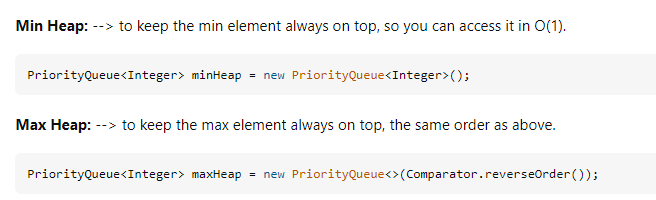 Min Heap: --> to keep the min element always on top, so you can access it in O(1).
PriorityQueue<Integer> minHeap = new PriorityQueue<Integer>();
Max Heap: --> to keep the max element always on top, the same order as above.
PriorityQueue<Integer> maxHeap = new PriorityQueue<>(Comparator.reverseOrder());